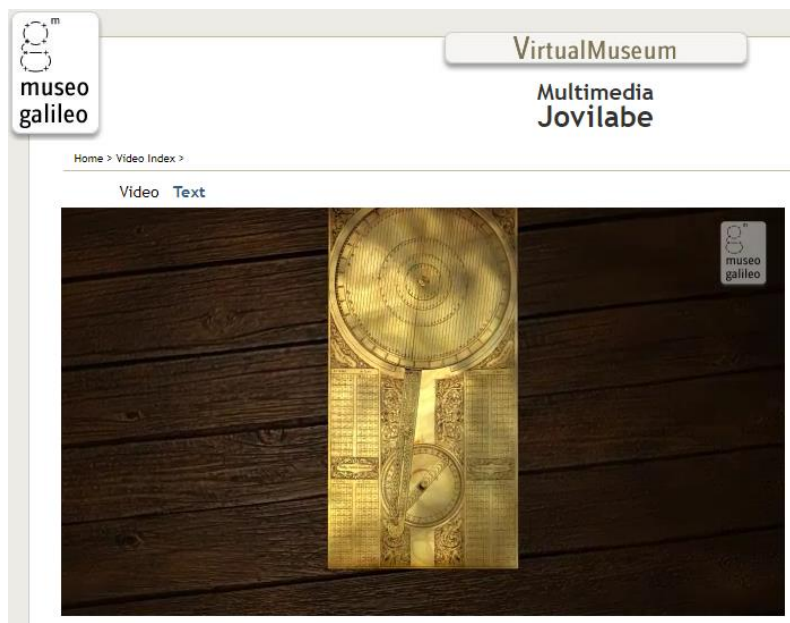 m
museo
galileo
VirtualMuseum
Multimedia
Jovilabe
Home > Video Index >
Video Text
m
museo
galileo